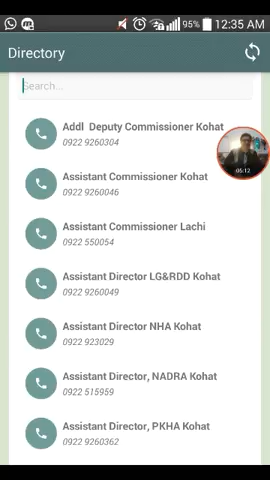 95% 12:35 AM
Directory
Search...
Addl Deputy Commissioner Kohat
0922 9260304
Assistant Commissioner Kohat
0922 9260046
05:12
Assistant Commissioner Lachi
0922 550054
Assistant Director LG&RDD Kohat
0922 9260049
Assistant Director NHA Kohat
0922 923029
Assistant Director, NADRA Kohat
0922 515959
Assistant Director, PKHA Kohat
0922 9260362